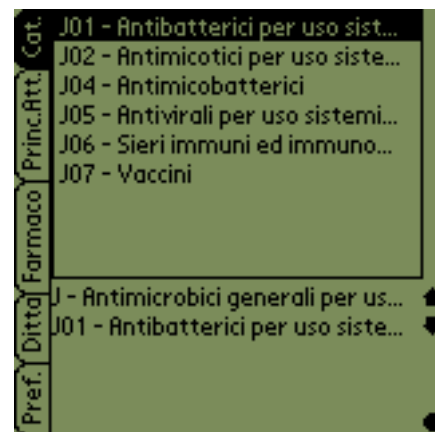 Cat.
Princ.Att.
Farmaco
Ditta
Pref.
J01 - Antibatterici per uso sist...
J02 - Antimicotici per uso siste...
J04 - Antimicobatterici
J05 - Antivirali per uso sistemi...
J06 - Sieri immuni ed immuno...
J07 - Vaccini
J - Antimicrobici generali per us...
J01 - Antibatterici per uso siste...